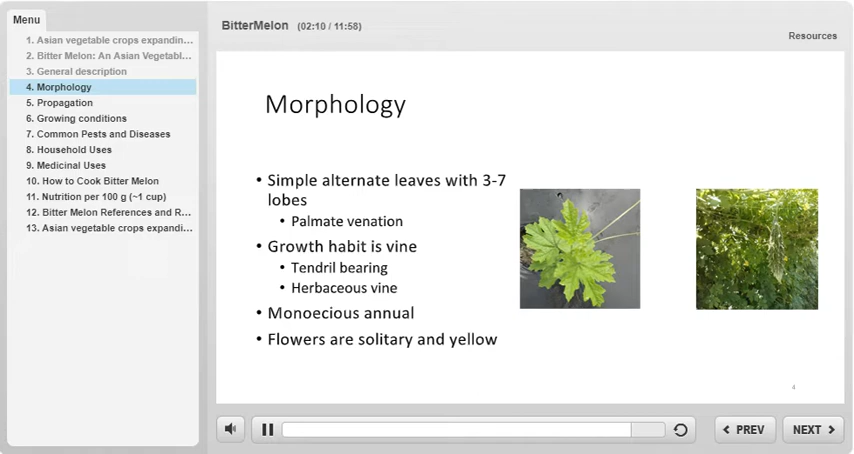 Menu
1. Asian vegetable crops expandin...
2. Bitter Melon: An Asian Vegetabl...
3. General description
4. Morphology
5. Propagation
6. Growing conditions
7. Common Pests and Diseases
8. Household Uses
9. Medicinal Uses
10. How to Cook Bitter Melon
11. Nutrition per 100 g (~1 cup)
12. Bitter Melon References and R...
13. Asian vegetable crops expandi...
BitterMelon (02:10 / 11:58)
Resources
Morphology
• Simple alternate leaves with 3-7
lobes
• Palmate venation
• Growth habit is vine
• Tendril bearing
• Herbaceous vine
• Monoecious annual
• Flowers are solitary and yellow
4
PREV
NEXT